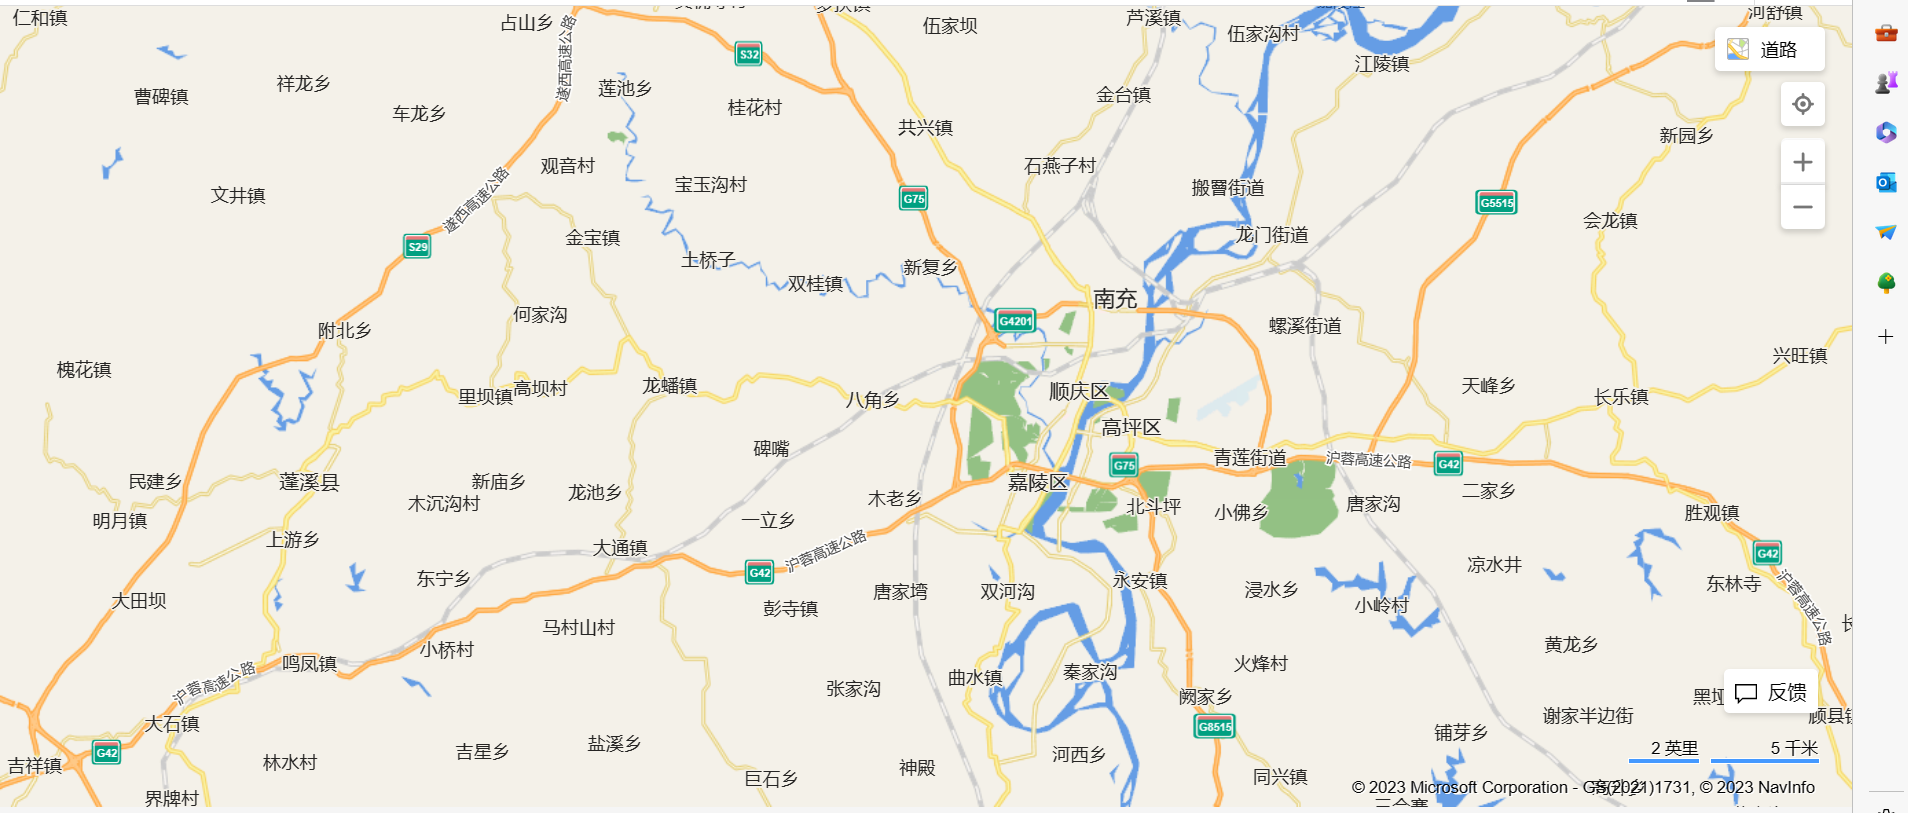 仁和镇
占山乡
遂西高速公路
S32
伍家坝
芦溪镇
伍家沟村
河舒镇
道路
江陵镇
曹碑镇
祥龙乡
车龙乡
莲池乡
桂花村
金台镇
共兴镇
新园乡
观音村
石燕子村
宝玉沟村
搬罾街道
文井镇
G75
G5515
遂西高速公路
会龙镇
S29
金宝镇
龙门街道
土桥子
新复乡
双桂镇
南充
何家沟
G4201
附北乡
螺溪街道
槐花镇
兴旺镇
里坝镇
高坝村
龙蟠镇
八角乡
顺庆区
天峰乡
长乐镇
高坪区
碑嘴
青莲街道
沪蓉高速公路
G75
G42
民建乡
蓬溪县
新庙乡
龙池乡
嘉陵区
二家乡
木沉沟村
木老乡
北斗坪
小佛乡
唐家沟
明月镇
一立乡
胜观镇
上游乡
大通镇
沪蓉高速公路
G42
G42
凉水井
东宁乡
永安镇
沪蓉高速公路
东林寺
大田坝
彭寺镇
唐家塆
双河沟
浸水乡
小岭村
马村山村
小桥村
黄龙乡
鸣凤镇
火烽村
沪蓉高速公路
曲水镇
秦家沟
张家沟
阙家乡
反馈
大石镇
G8515
谢家半边街
铺芽乡
G42
吉祥镇
林水村
吉星乡
盐溪乡
河西乡
2 英里
5 千米
神殿
巨石乡
同兴镇
界牌村
© 2023 Microsoft Corporation - GS(2021)1731, © 2023 NavInfo